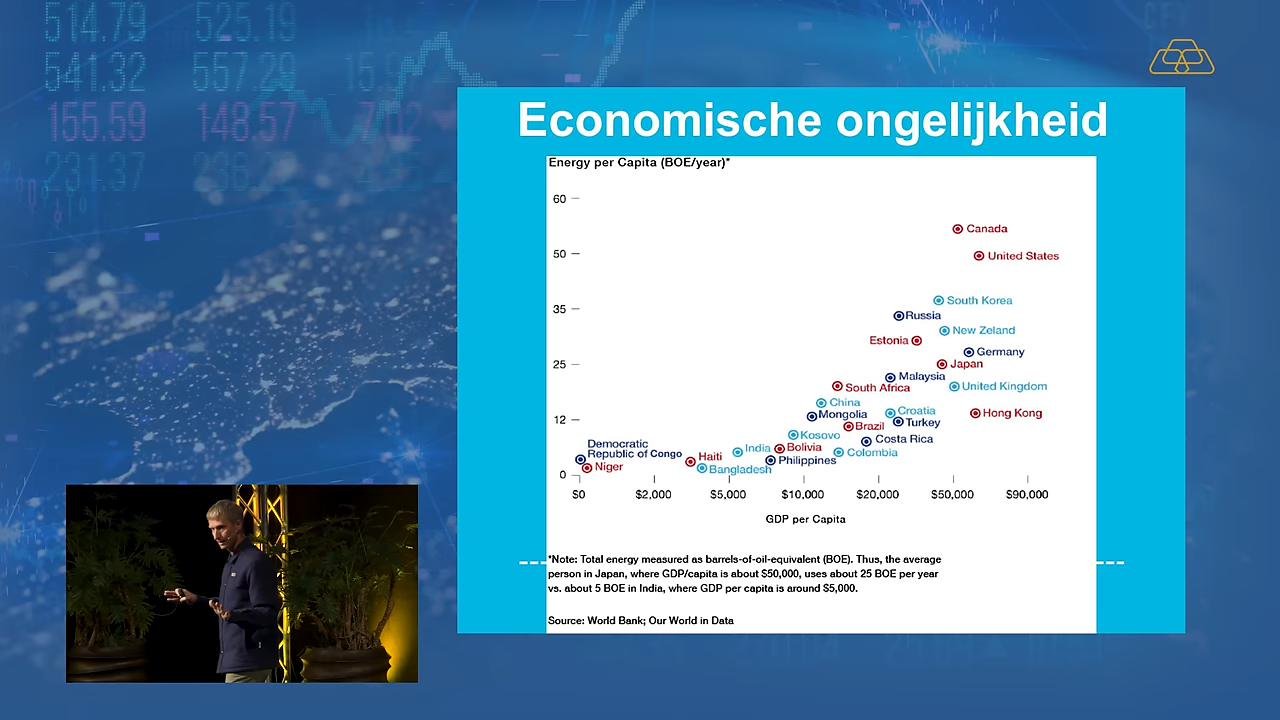 514.79 525.19
541.32 557.28 15.9
155.59 148.57 7.02
231.37
Economische ongelijkheid
Energy per Capita (BOE/year)*
60
Canada
50
United States
South Korea
35
Russia
New Zeland
Estonia
Germany
25
Japan
Malaysia
South Africa
United Kingdom
China
Mongolia
Croatia
Hong Kong
12
Brazil
Turkey
Kosovo
Costa Rica
Democratic
Republic of Congo
India
Bolivia
Colombia
Haiti
Philippines
Niger
Bangladesh
0
$0 $2,000 $5,000 $10,000 $20,000 $50,000 $90,000
GDP per Capita
*Note: Total energy measured as barrels-of-oil-equivalent (BOE). Thus, the average
person in Japan, where GDP/capita is about $50,000, uses about 25 BOE per year
vs. about 5 BOE in India, where GDP per capita is around $5,000.
Source: World Bank; Our World in Data